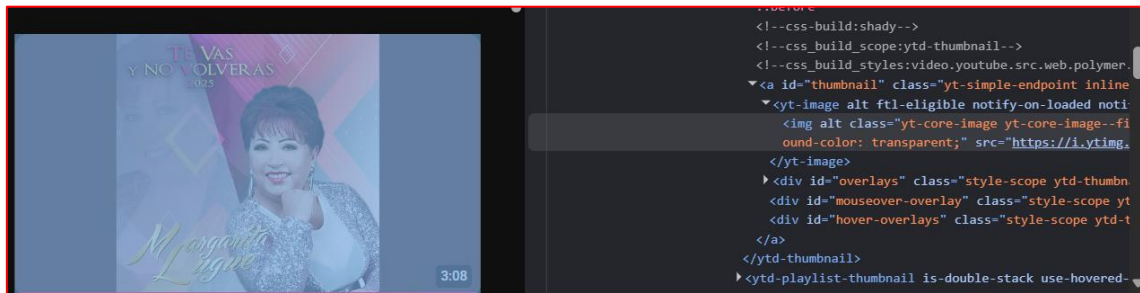 TE VAS
Y NO VOLVERAS
2025
Margarita
Lugue
3:08
::before
<!--css-build:shady-->
<!--css_build_scope:ytd-thumbnail-->
<!--css_build_styles:video.youtube.src.web.polymer.
▼<a id="thumbnail" class="yt-simple-endpoint inline
▼<yt-image alt ftl-eligible notify-on-loaded noti
<img alt class="yt-core-image yt-core-image--fi
ound-color: transparent;" src="https://i.ytimg.
</yt-image>
▶<div id="overlays" class="style-scope ytd-thumbn
<div id="mouseover-overlay" class="style-scope yt
<div id="hover-overlays" class="style-scope ytd-t
</a>
</ytd-thumbnail>
▶<ytd-playlist-thumbnail is-double-stack use-hovered-